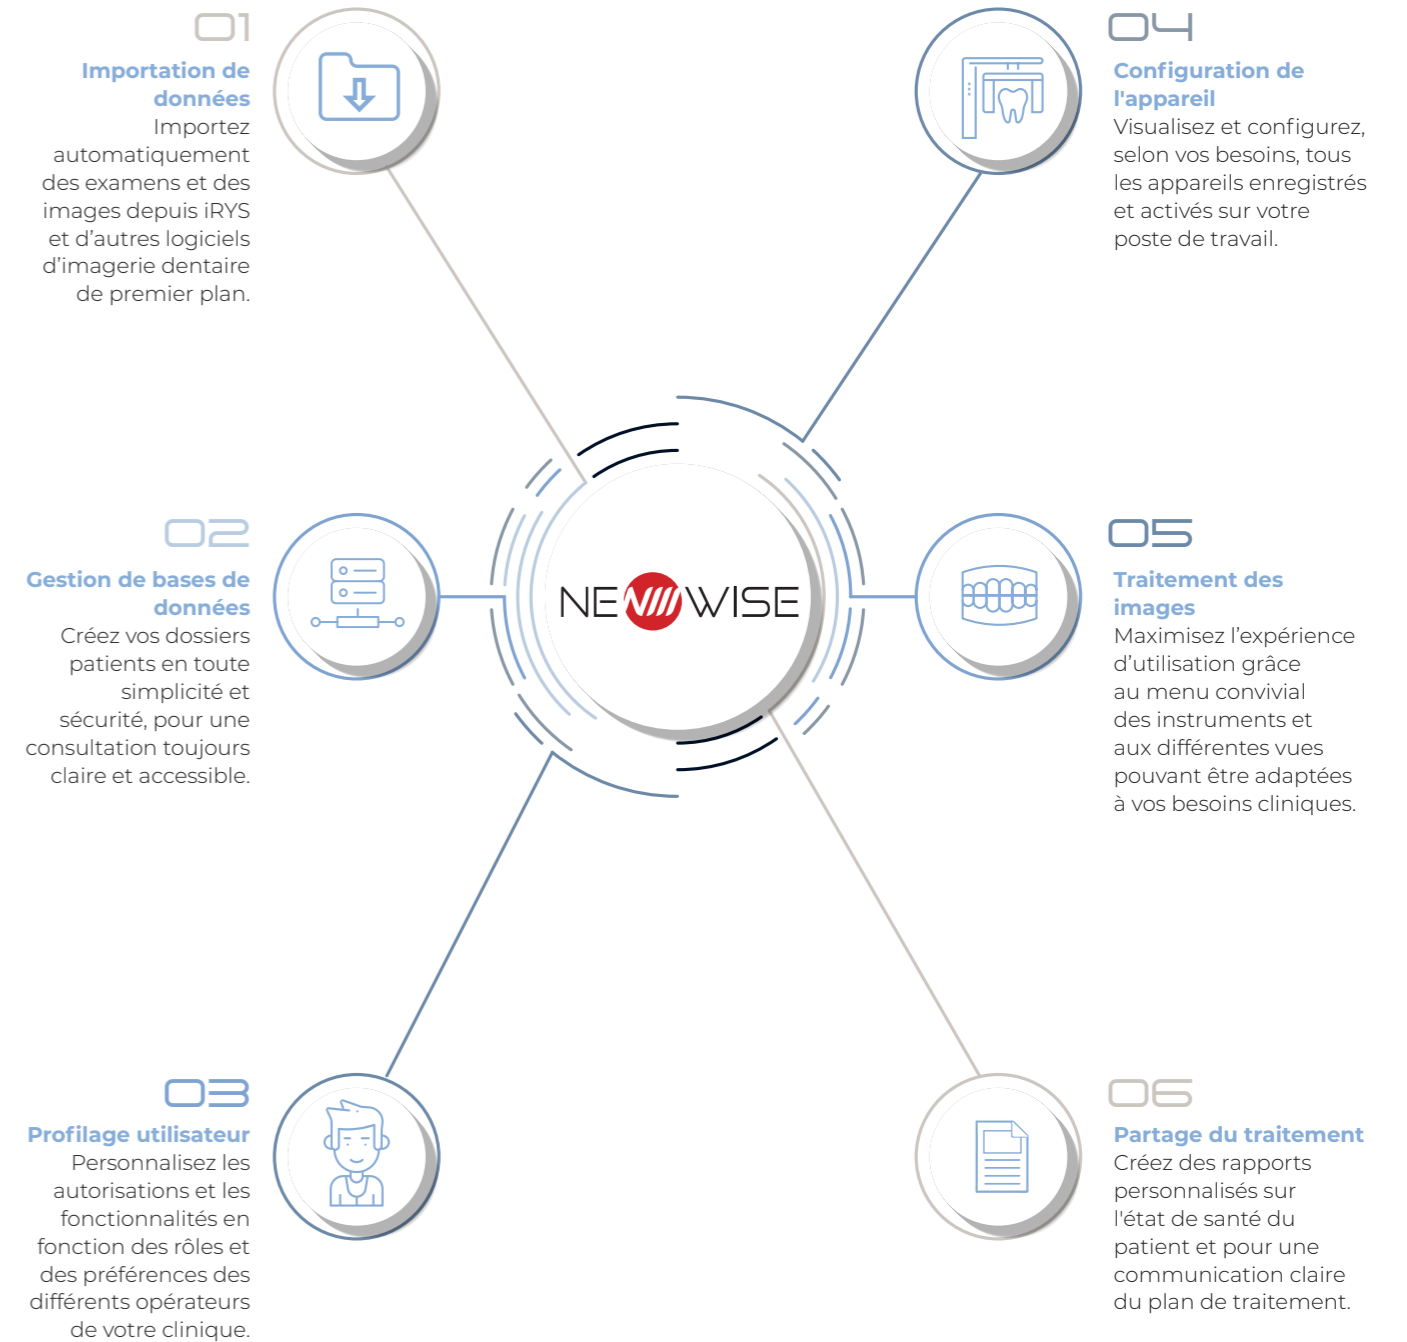 01
Importation de
données
Importez
automatiquement
des examens et des
images depuis iRYS
et d’autres logiciels
d’imagerie dentaire
de premier plan.
02
Gestion de bases de
données
Créez vos dossiers
patients en toute
simplicité et
sécurité, pour une
consultation toujours
claire et accessible.
03
Profilage utilisateur
Personnalisez les
autorisations et les
fonctionnalités en
fonction des rôles et
des préférences des
différents opérateurs
de votre clinique.
NEWWISE
04
Configuration de
l'appareil
Visualisez et configurez,
selon vos besoins, tous
les appareils enregistrés
et activés sur votre
poste de travail.
05
Traitement des
images
Maximisez l’expérience
d’utilisation grâce
au menu convivial
des instruments et
aux différentes vues
pouvant être adaptées
à vos besoins cliniques.
06
Partage du traitement
Créez des rapports
personnalisés sur
l'état de santé du
patient et pour une
communication claire
du plan de traitement.